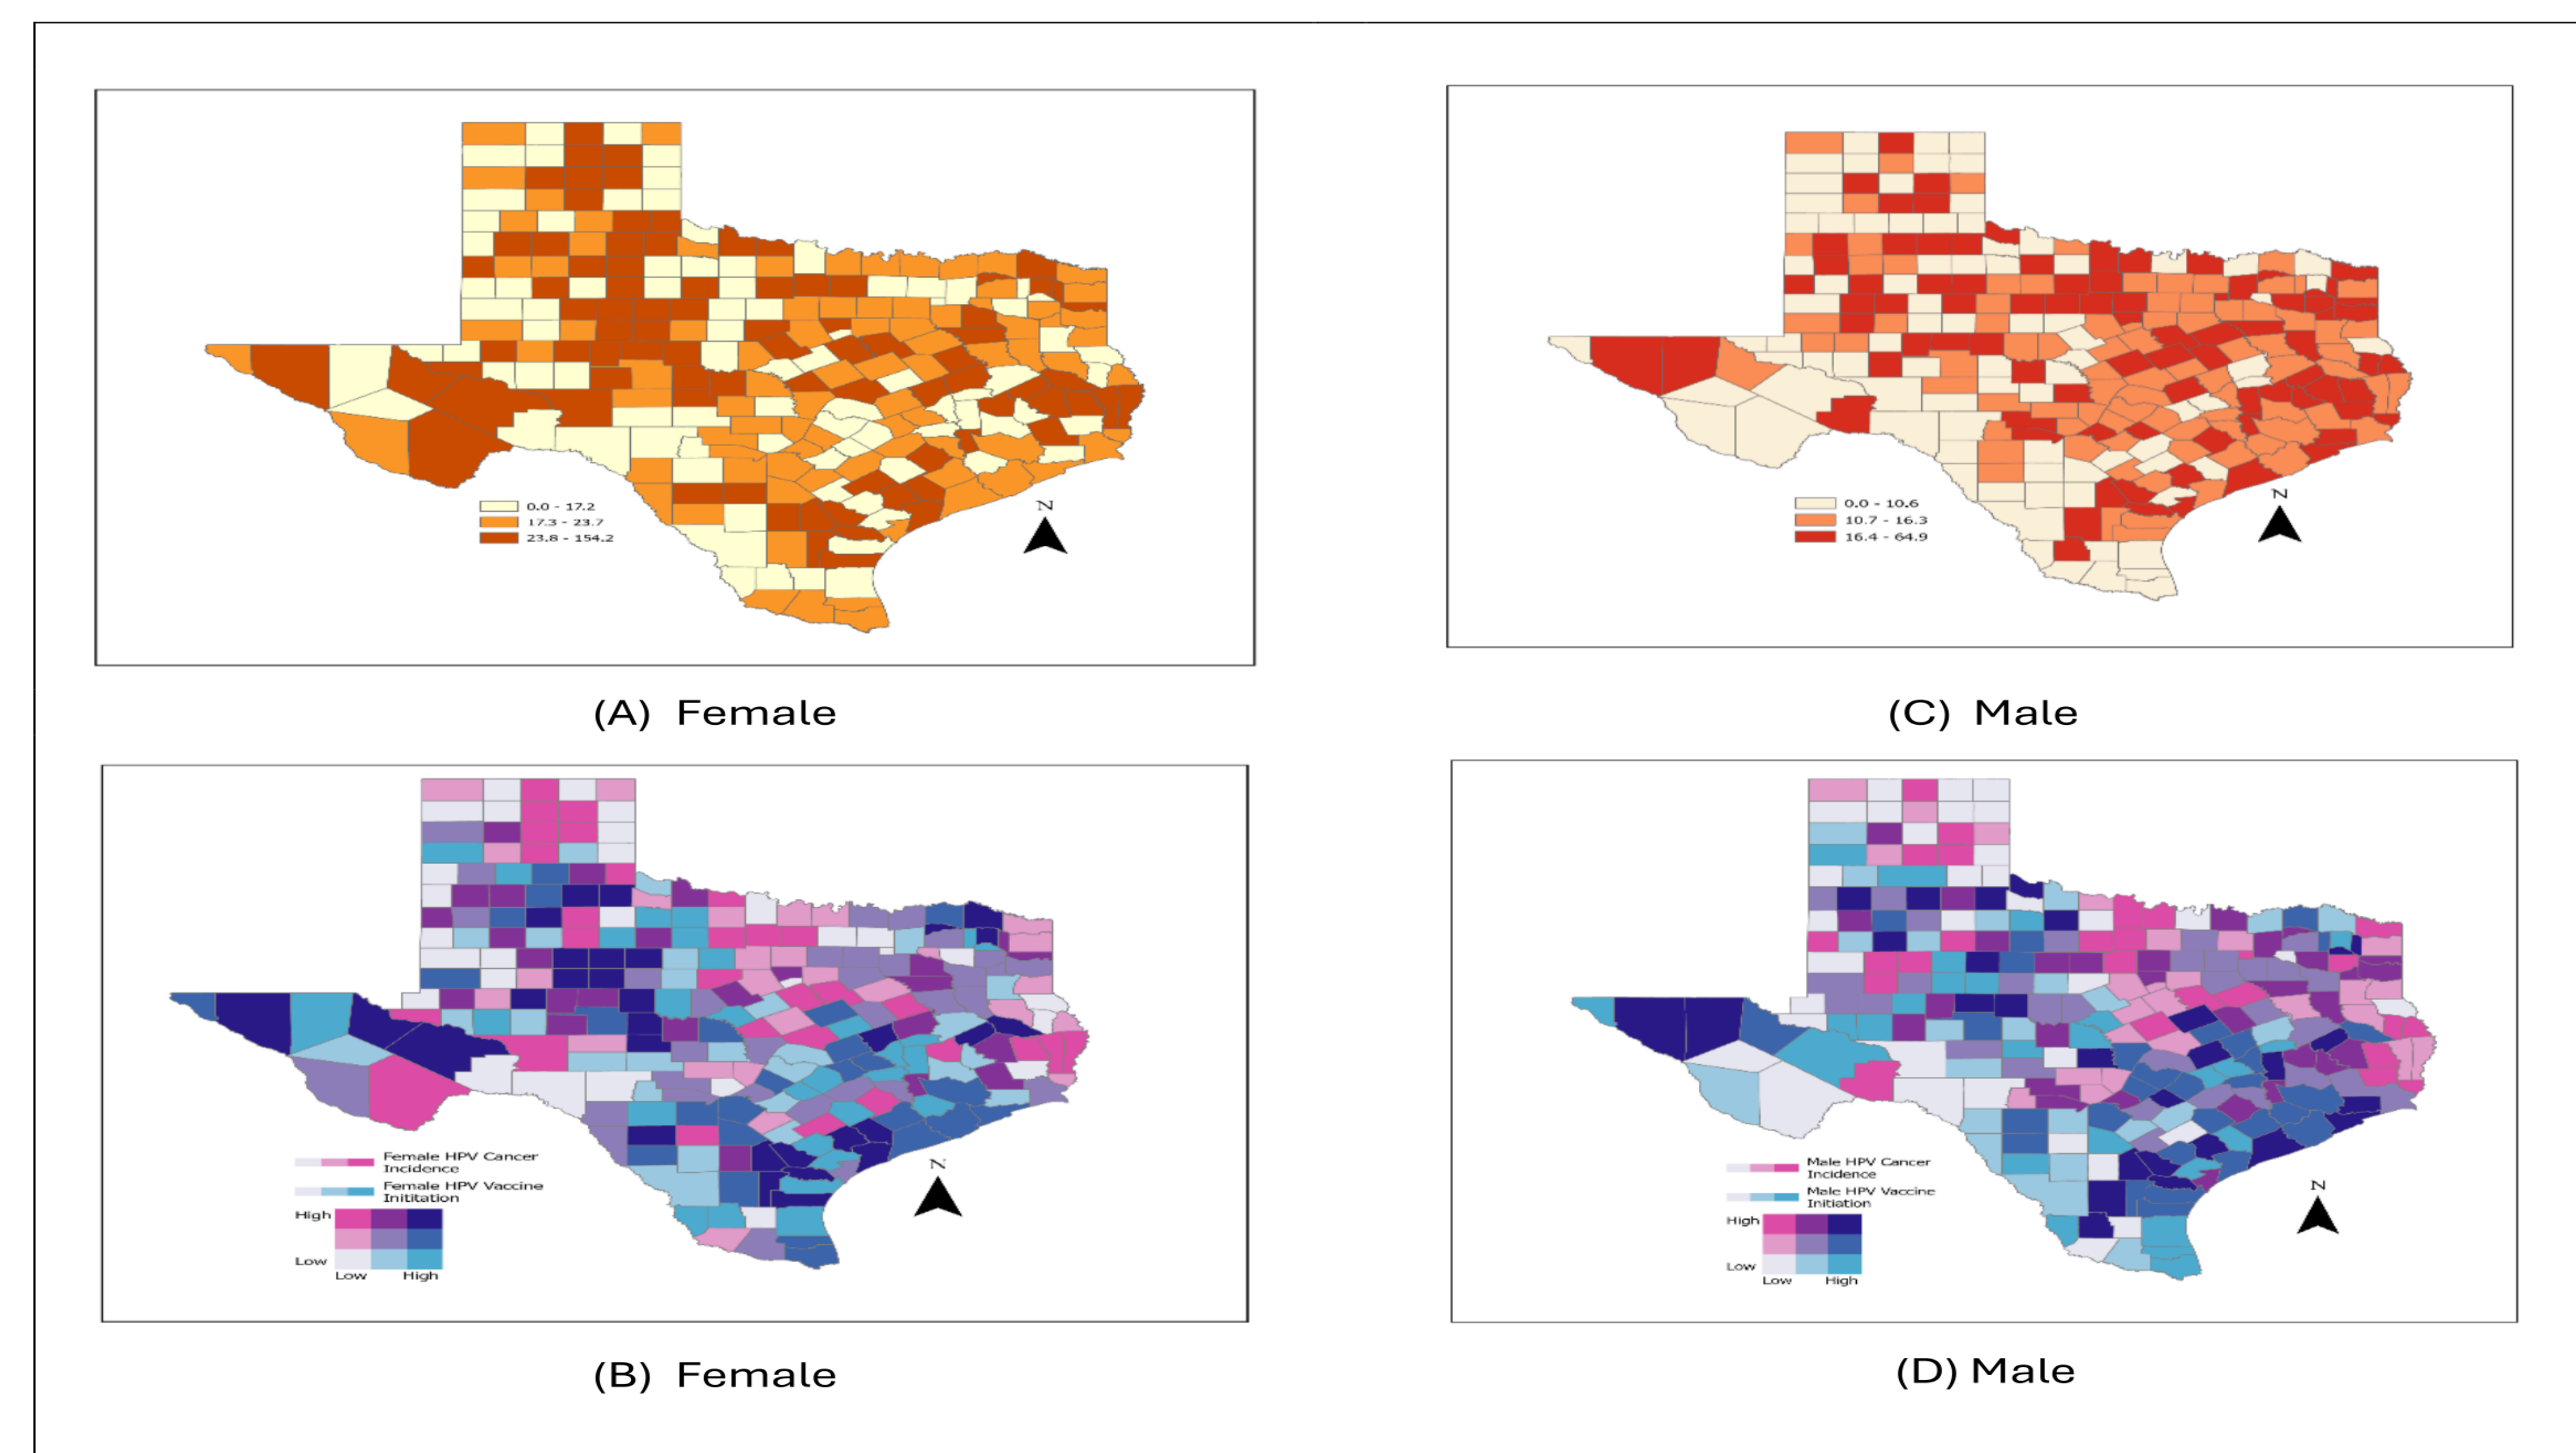 0.0 - 17.2
17.3 - 23.7
23.8 - 154.2
N
(A) Female
0.0 - 10.6
10.7 - 16.3
16.4 - 64.9
N
(C) Male
Female HPV Cancer
Incidence
Female HPV Vaccine
Inititation
High
Low
Low High
N
(B) Female
Male HPV Cancer
Incidence
Male HPV Vaccine
Initiation
High
Low
Low High
N
(D) Male